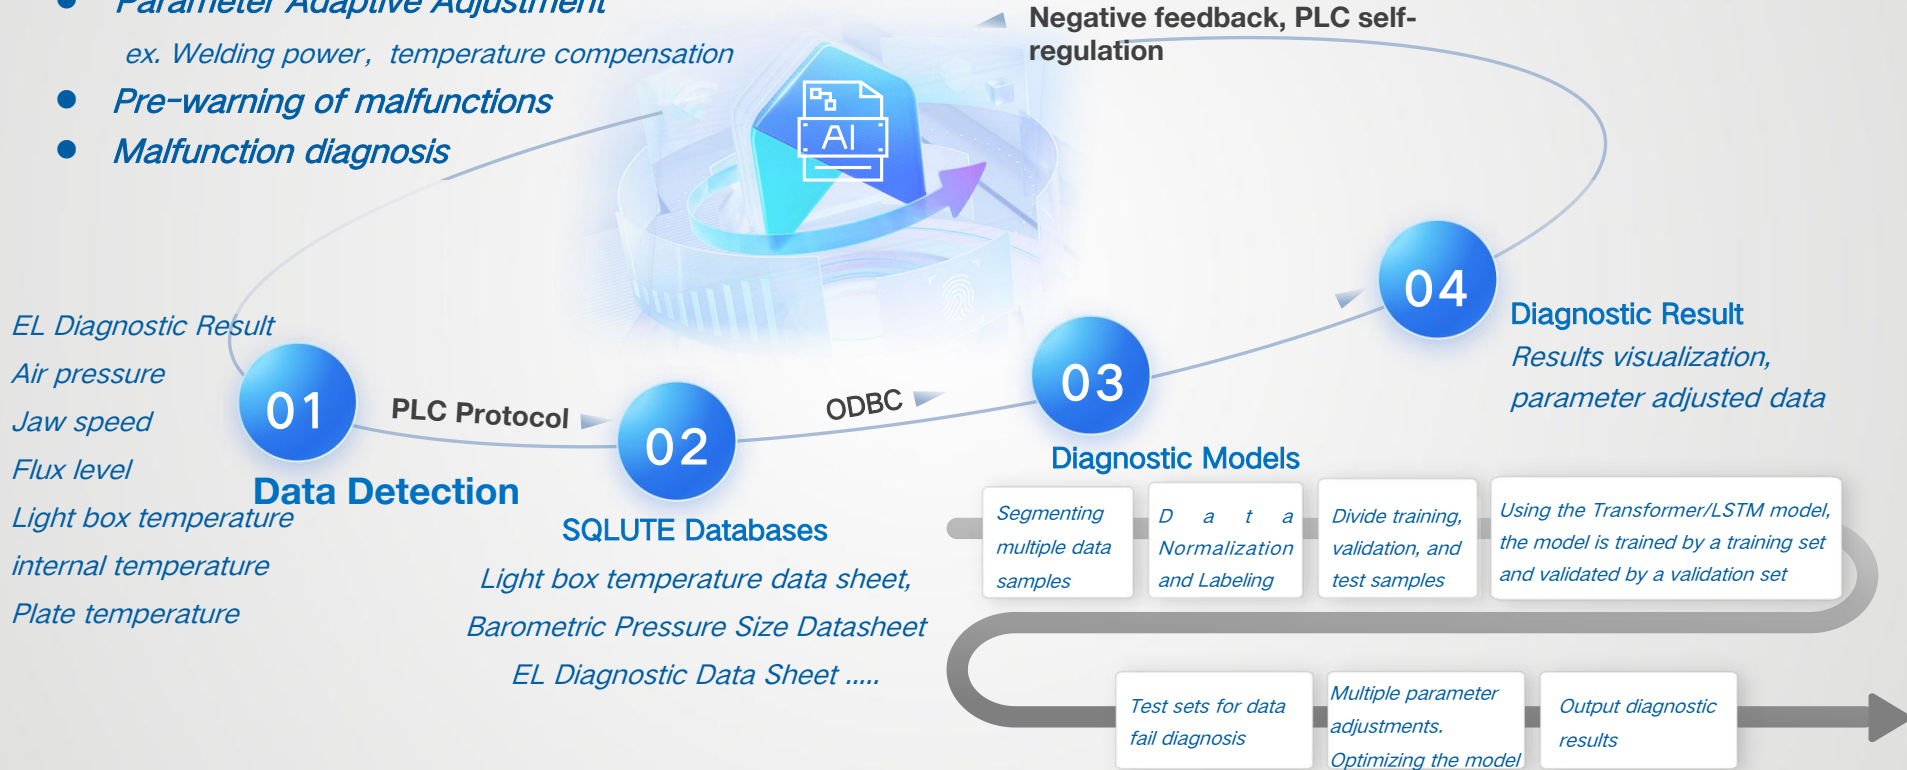 Parameter Adaptive Adjustment
ex. Welding power, temperature compensation
Pre-warning of malfunctions
Malfunction diagnosis
Negative feedback, PLC self-
regulation
AI
EL Diagnostic Result
Air pressure
Jaw speed
Flux level
Light box temperature
internal temperature
Plate temperature
01
Data Detection
PLC Protocol
02
SQLUTE Databases
Light box temperature data sheet,
Barometric Pressure Size Datasheet
EL Diagnostic Data Sheet .....
ODBC
03
Diagnostic Models
04
Diagnostic Result
Results visualization,
parameter adjusted data
Segmenting
multiple data
samples
D a t a
Normalization
and Labeling
Divide training,
validation, and
test samples
Using the Transformer/LSTM model,
the model is trained by a training set
and validated by a validation set
Test sets for data
fail diagnosis
Multiple parameter
adjustments.
Optimizing the model
Output diagnostic
results